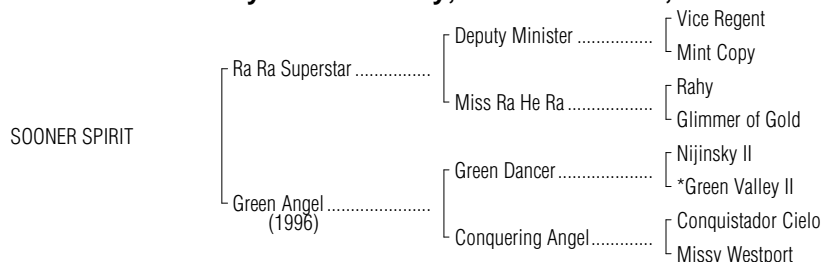 Vice Regent
Deputy Minister ................
Mint Copy
Ra Ra Superstar ................
Rahy
Miss Ra He Ra ..................
Glimmer of Gold
SOONER SPIRIT
Nijinsky II
Green Dancer ....................
*Green Valley II
Green Angel ......................
(1996)
Conquistador Cielo
Conquering Angel .............
Missy Westport